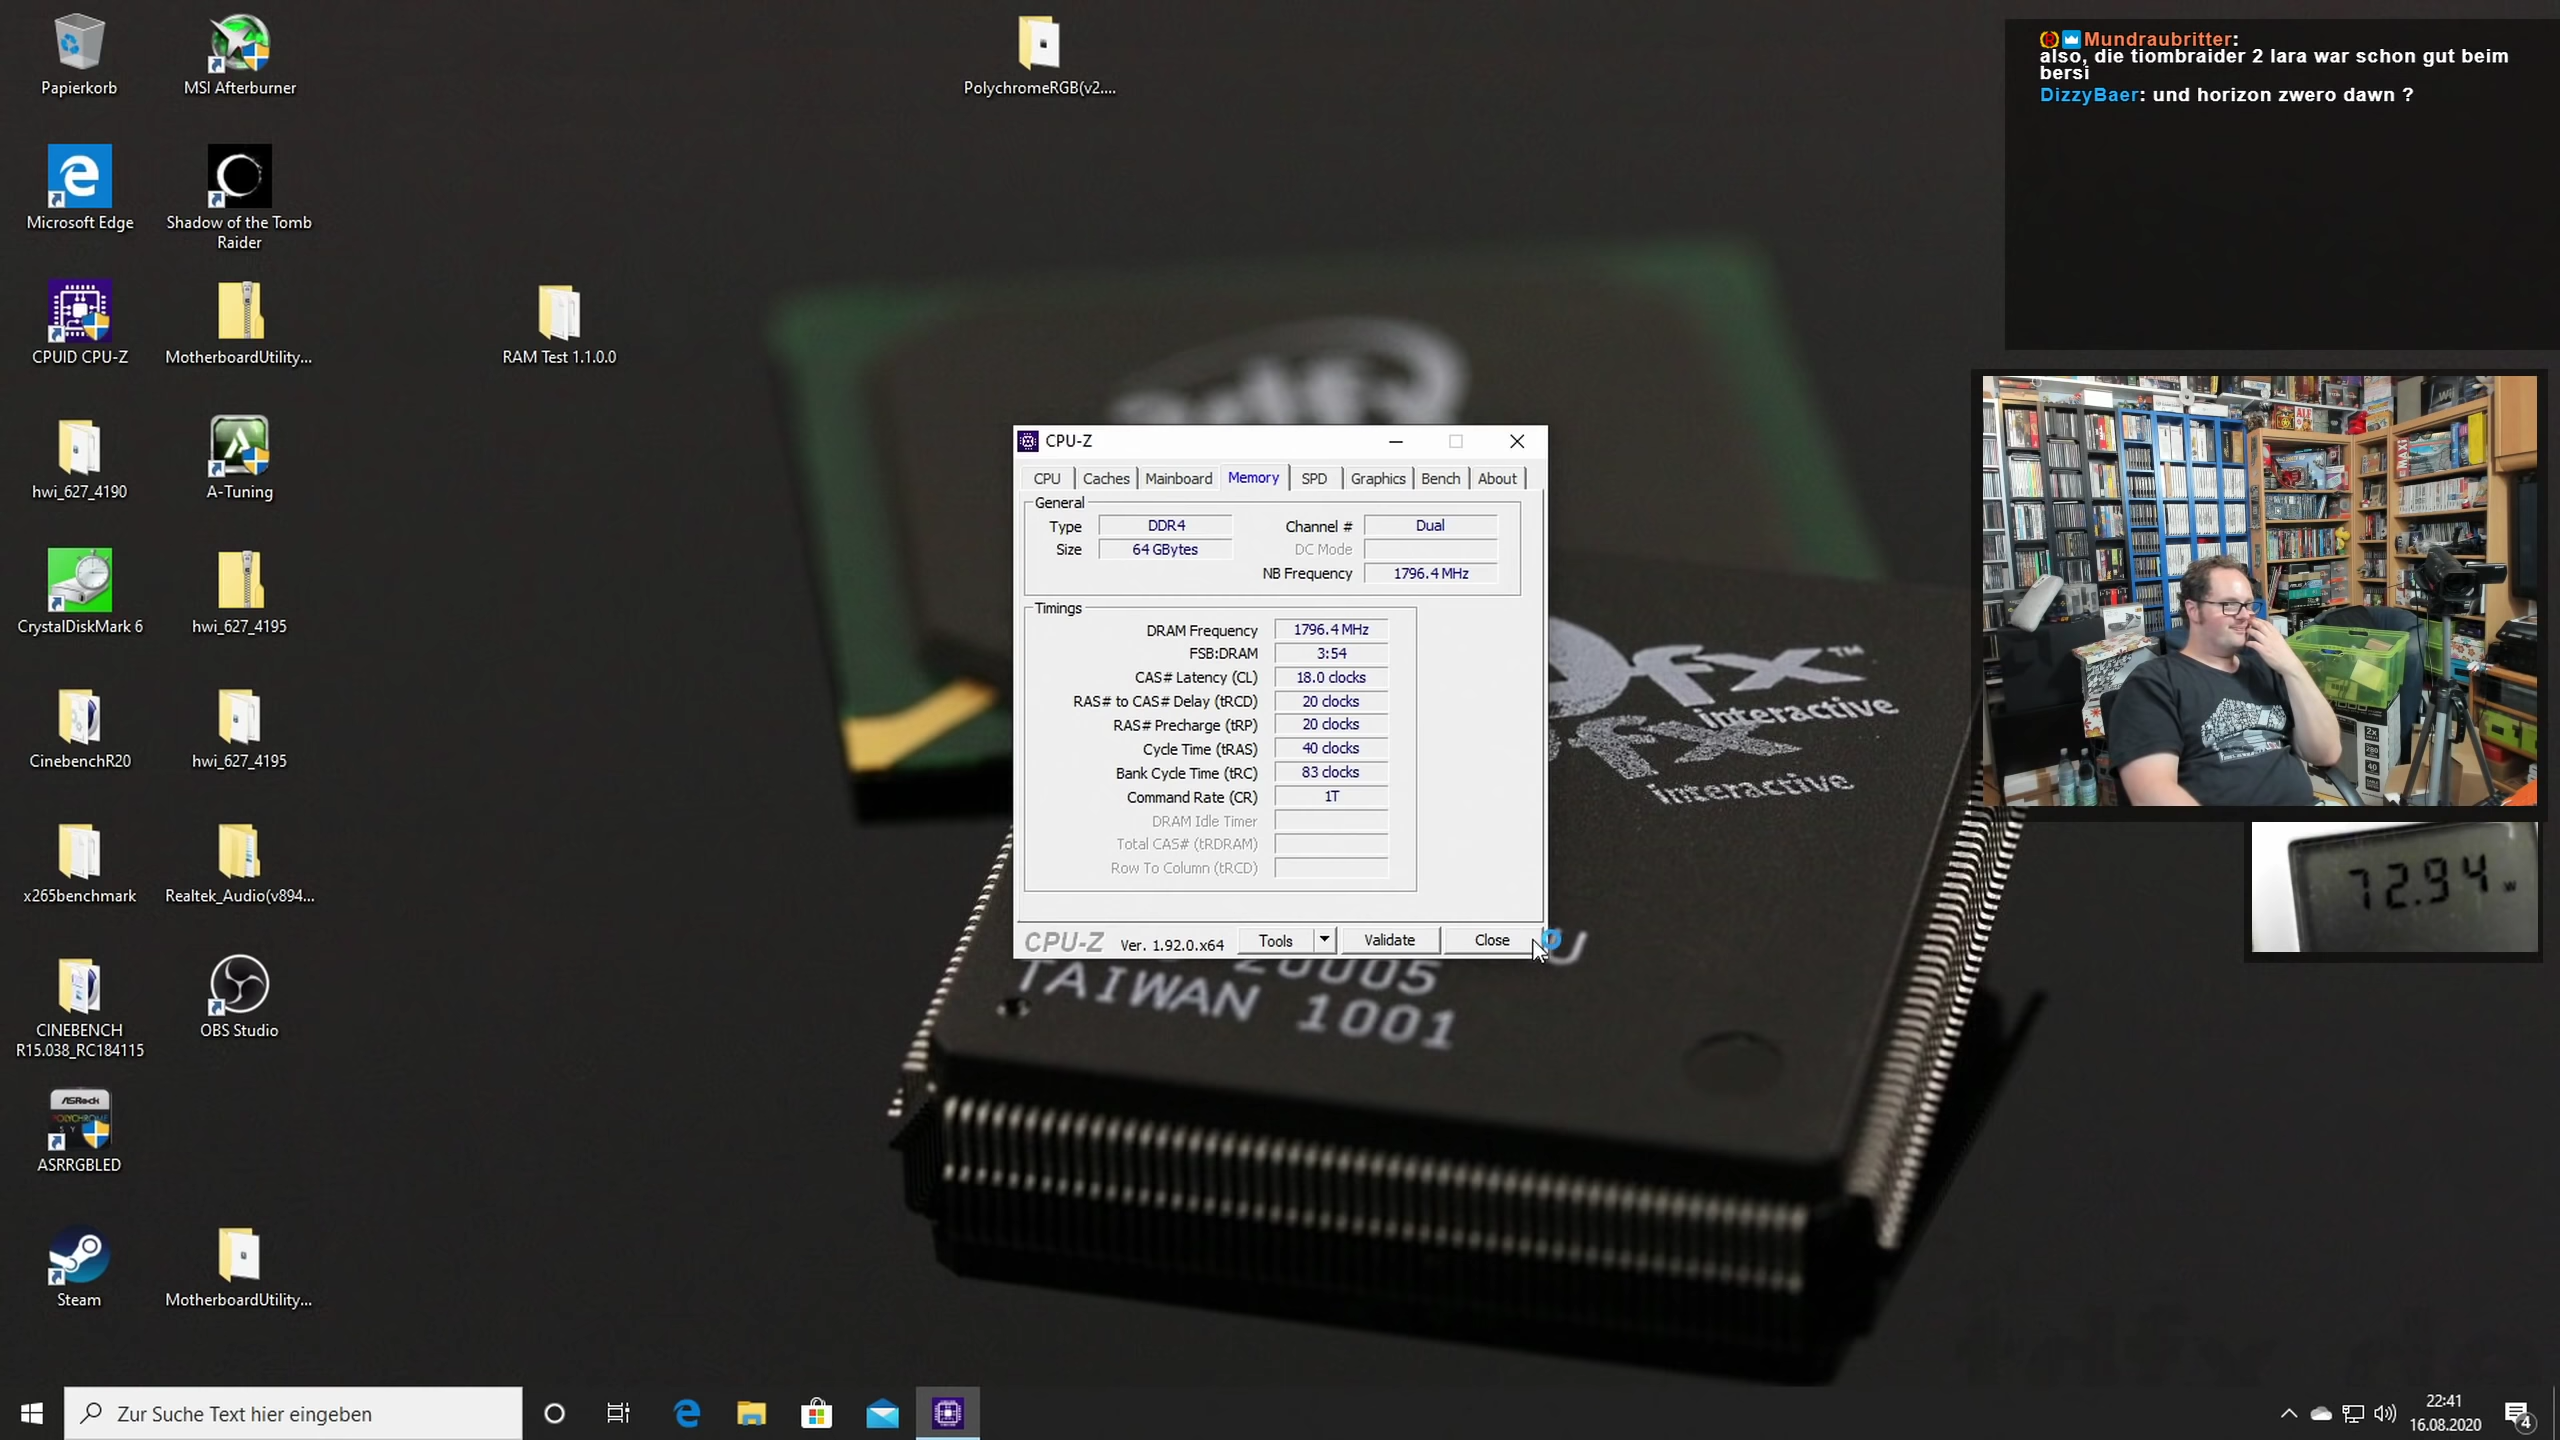 Papierkorb
MSI Afterburner
PolychromeRGB(v2....
Microsoft Edge
Shadow of the Tomb
Raider
CPUID CPU-Z
MotherboardUtility...
RAM Test 1.1.0.0
hwi_627_4190
A-Tuning
CrystalDiskMark 6
hwi_627_4195
CinebenchR20
hwi_627_4195
x265benchmark
Realtek_Audio(v894...
CINEBENCH
R15.038_RC184115
OBS Studio
ASRock
ASRRGBLED
Steam
MotherboardUtility...
Mundraubritter:
also, die tiombraider 2 lara war schon gut beim
bersi
DizzyBaer: und horizon zwero dawn ?
CPU-Z
CPU Caches Mainboard Memory SPD Graphics Bench About
General
Type DDR4 Channel # Dual
Size 64 GBytes DC Mode
NB Frequency 1796.4 MHz
Timings
DRAM Frequency 1796.4 MHz
FSB:DRAM 3:54
CAS# Latency (CL) 18.0 clocks
RAS# to CAS# Delay (tRCD) 20 clocks
RAS# Precharge (tRP) 20 clocks
Cycle Time (tRAS) 40 clocks
Bank Cycle Time (tRC) 83 clocks
Command Rate (CR) 1T
DRAM Idle Timer
Total CAS# (tRDRAM)
Row To Column (tRCD)
CPU-Z Ver. 1.92.0.x64 Tools Validate Close
fx™
interactive
fx
interactive
20005
TAIWAN 1001
72.94 w
Zur Suche Text hier eingeben
22:41
16.08.2020
4